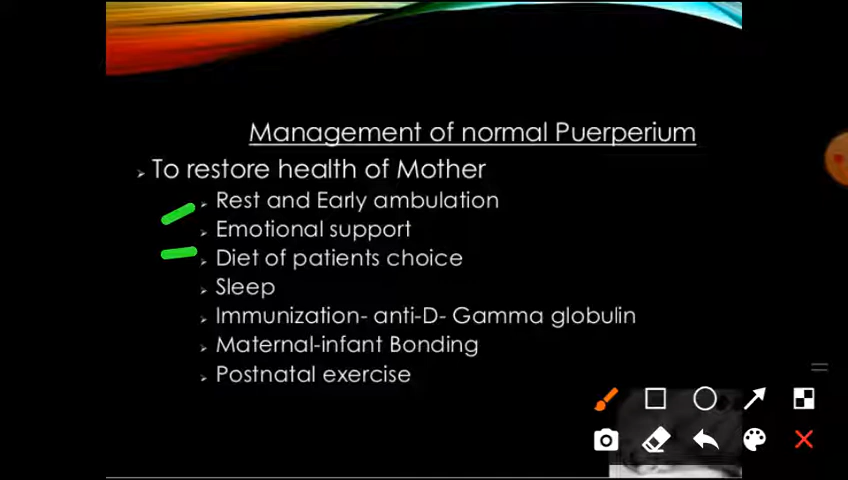 Management of normal Puerperium
To restore health of Mother
Rest and Early ambulation
Emotional support
Diet of patients choice
Sleep
Immunization- anti-D- Gamma globulin
Maternal-infant Bonding
Postnatal exercise